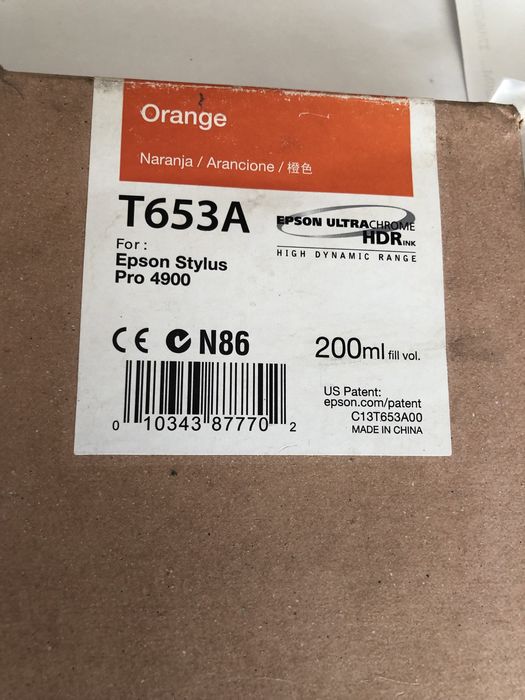 Orange
Naranja / Arancione / 橙色
T653A
EPSON ULTRACHROME
HDR INK
HIGH DYNAMIC RANGE
For :
Epson Stylus
Pro 4900
CE N86
200ml fill vol.
US Patent:
epson.com/patent
C13T653A00
MADE IN CHINA
0 10343 87770 2